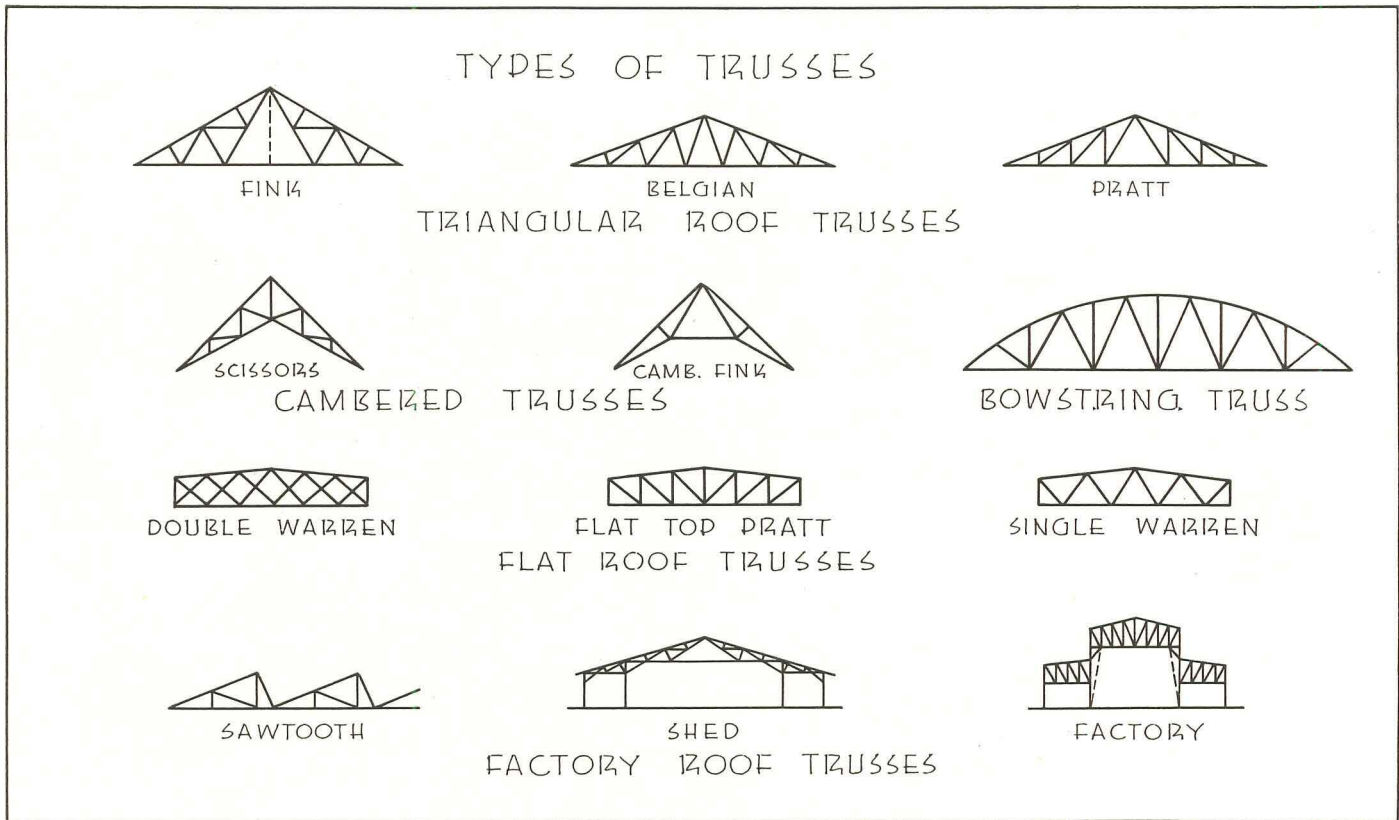 TYPES OF TRUSSES
FINK
BELGIAN
PRATT
TRIANGULAR ROOF TRUSSES
SCISSORS
CAMB. FINK
CAMBERED TRUSSES
BOWSTRING TRUSS
DOUBLE WARREN
FLAT TOP PRATT
SINGLE WARREN
FLAT ROOF TRUSSES
SAWTOOTH
SHED
FACTORY
FACTORY ROOF TRUSSES